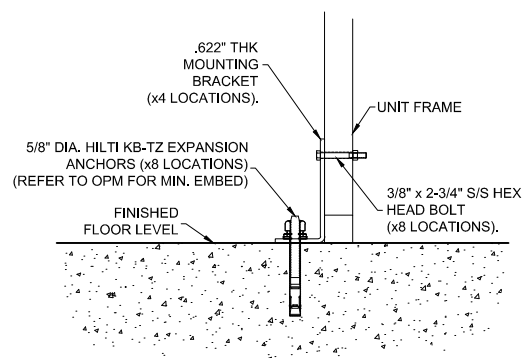 .622" THK
MOUNTING
BRACKET
(x4 LOCATIONS).
UNIT FRAME
5/8" DIA. HILTI KB-TZ EXPANSION
ANCHORS (x8 LOCATIONS)
(REFER TO OPM FOR MIN. EMBED)
3/8" x 2-3/4" S/S HEX
HEAD BOLT
(x8 LOCATIONS).
FINISHED
FLOOR LEVEL